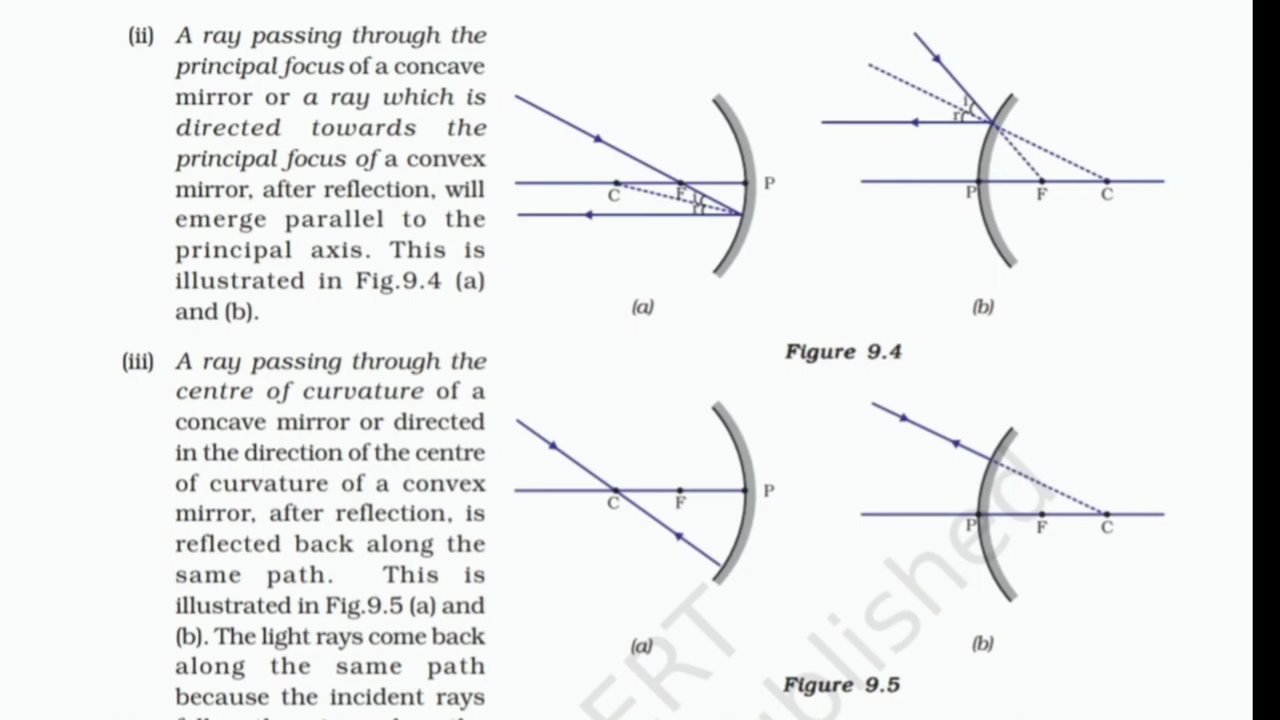 (ii) A ray passing through the
principal focus of a concave
mirror or a ray which is
directed towards the
principal focus of a convex
mirror, after reflection, will
emerge parallel to the
principal axis. This is
illustrated in Fig.9.4 (a)
and (b).
C F i r P
(a)
i r P F C
(b)
Figure 9.4
(iii) A ray passing through the
centre of curvature of a
concave mirror or directed
in the direction of the centre
of curvature of a convex
mirror, after reflection, is
reflected back along the
same path. This is
illustrated in Fig.9.5 (a) and
(b). The light rays come back
along the same path
because the incident rays
C F P
(a)
P F C
(b)
Figure 9.5
ERT
ublished